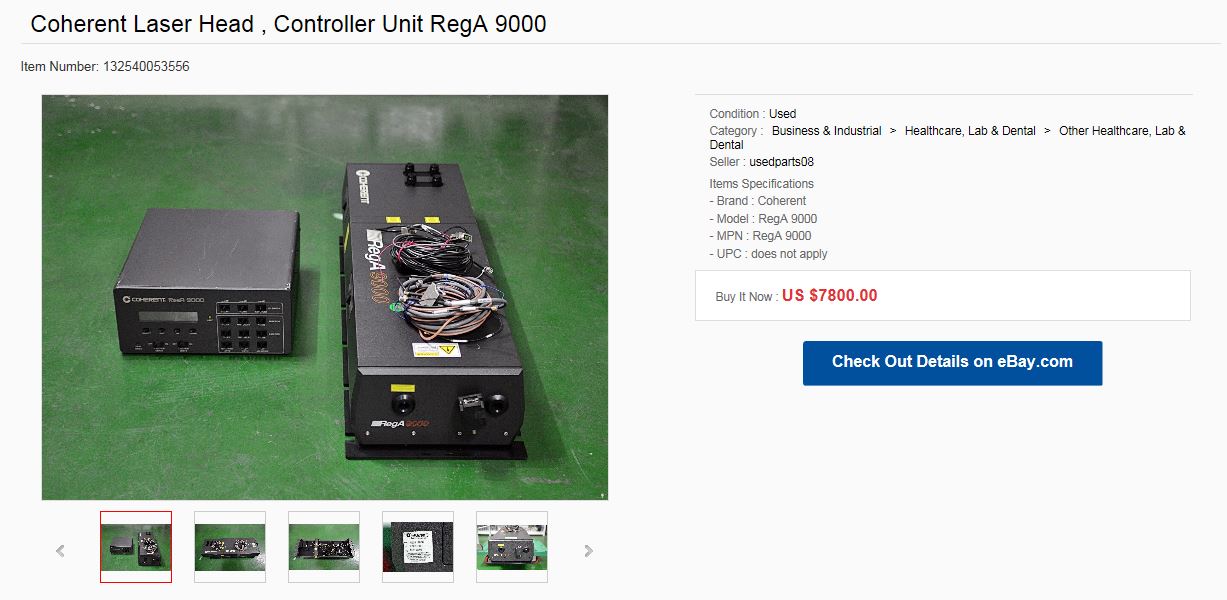 Coherent Laser Head , Controller Unit RegA 9000
Item Number: 132540053556
Condition : Used
Category : Business & Industrial > Healthcare, Lab & Dental > Other Healthcare, Lab &
Dental
Seller : usedparts08
Items Specifications
- Brand : Coherent
- Model : RegA 9000
- MPN : RegA 9000
- UPC : does not apply
Buy It Now : US $7800.00
Check Out Details on eBay.com
COHERENT RegA 9000
COHERENT
RegA 9000
RegA 9000